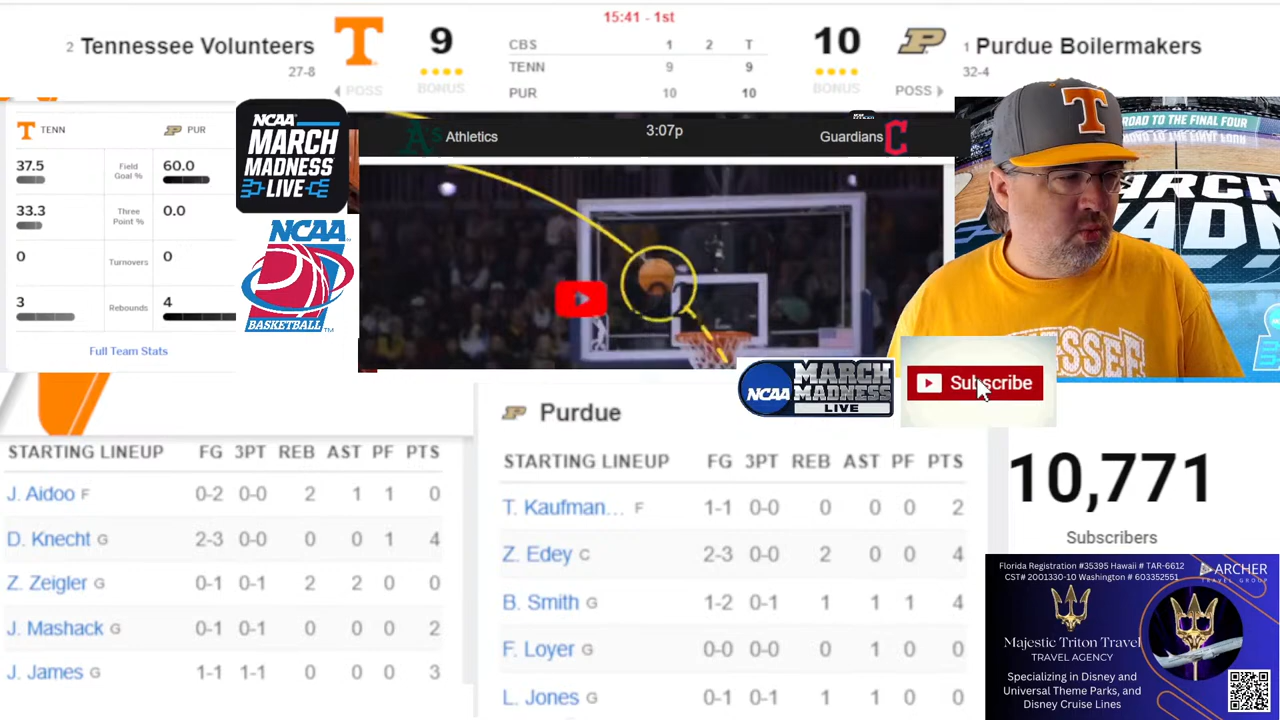 15:41 - 1st
2 Tennessee Volunteers
27-8
T
9
POSS
BONUS
CBS 1 2 T
TENN 9 9
PUR 10 10
10
BONUS
P
POSS
1 Purdue Boilermakers
32-4
T TENN
P PUR
37.5 Field Goal % 60.0
33.3 Three Point % 0.0
0 Turnovers 0
3 Rebounds 4
Full Team Stats
NCAA
MARCH
MADNESS
LIVE
NCAA
BASKETBALL™
A's Athletics
3:07p
Guardians C
T
ROAD TO THE FINAL FOUR
NCAA
MARCH
MADNESS
LIVE
Subscribe
STARTING LINEUP FG 3PT REB AST PF PTS
J. Aidoo F 0-2 0-0 2 1 1 0
D. Knecht G 2-3 0-0 0 0 1 4
Z. Zeigler G 0-1 0-1 2 2 0 0
J. Mashack G 0-1 0-1 0 0 0 2
J. James G 1-1 1-1 0 0 0 3
P Purdue
STARTING LINEUP FG 3PT REB AST PF PTS
T. Kaufman... F 1-1 0-0 0 0 0 2
Z. Edey C 2-3 0-0 2 0 0 4
B. Smith G 1-2 0-1 1 1 1 4
F. Loyer G 0-0 0-0 0 1 0 0
L. Jones G 0-1 0-1 1 1 0 0
10,771
Subscribers
Florida Registration #35395 Hawaii # TAR-6612
CST# 2001330-10 Washington # 603352551
ARCHER
TRAVEL GROUP
Majestic Triton Travel
TRAVEL AGENCY
Specializing in Disney and
Universal Theme Parks, and
Disney Cruise Lines